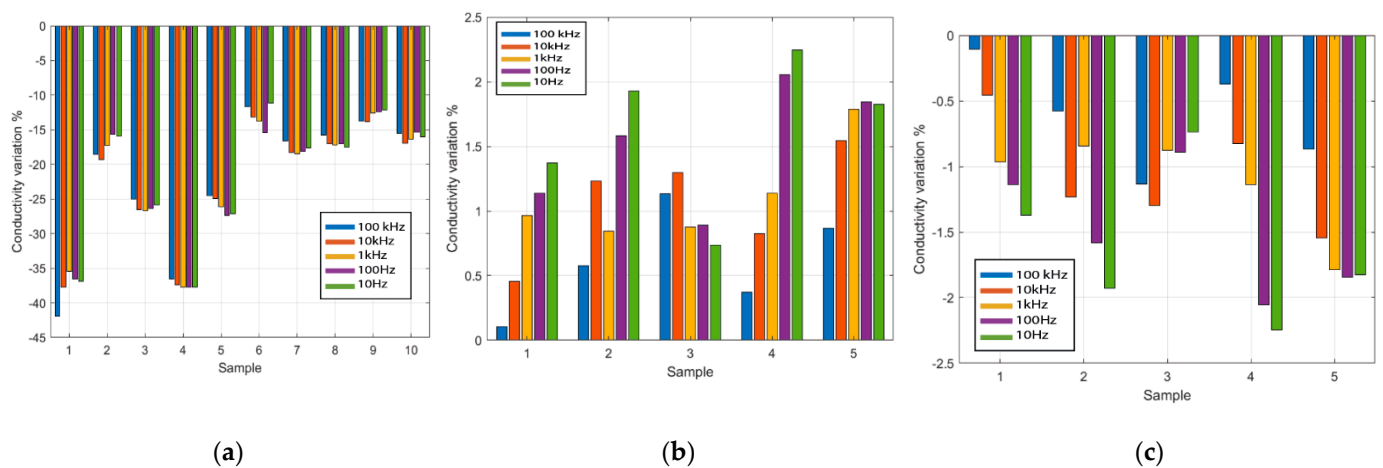 Conductivity variation %
0
-5
-10
-15
-20
-25
-30
-35
-40
-45
100 kHz
10kHz
1kHz
100Hz
10Hz
1 2 3 4 5 6 7 8 9 10
Sample
(a)
Conductivity variation %
2.5
2
1.5
1
0.5
0
100 kHz
10kHz
1kHz
100Hz
10Hz
1 2 3 4 5
Sample
(b)
Conductivity variation %
0
-0.5
-1
-1.5
-2
-2.5
100 kHz
10kHz
1kHz
100Hz
10Hz
1 2 3 4 5
Sample
(c)